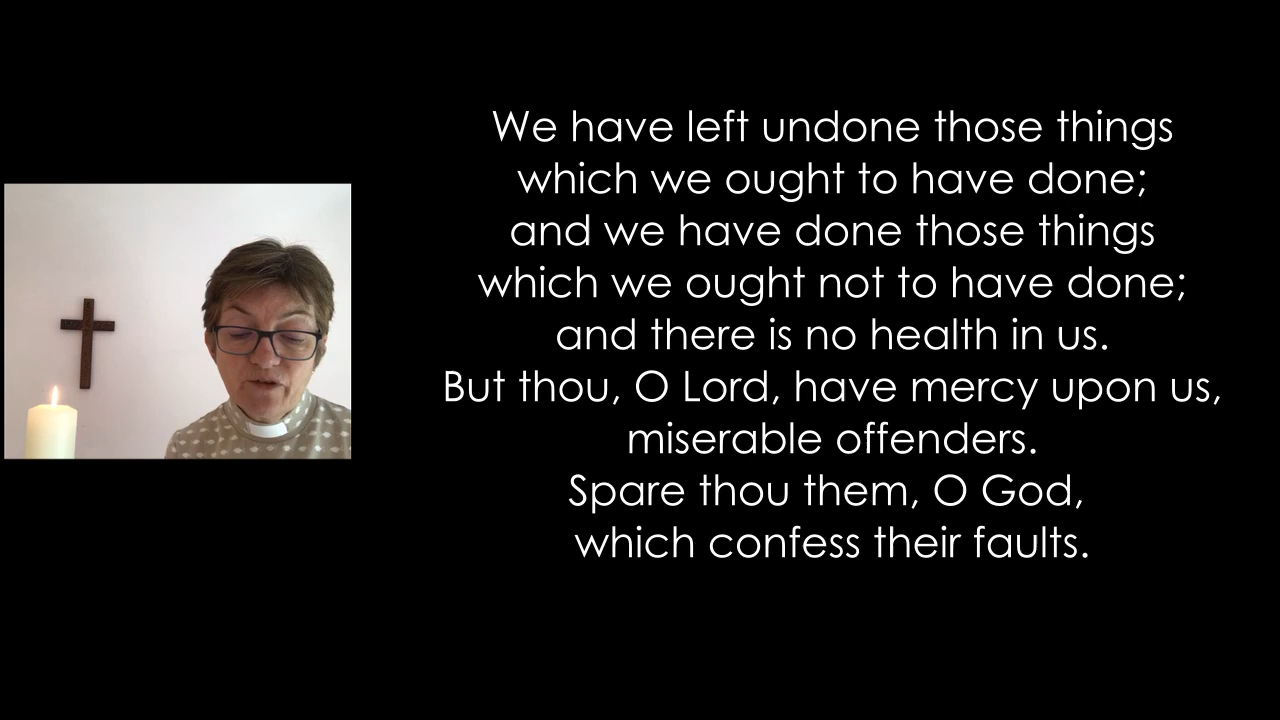 We have left undone those things
which we ought to have done;
and we have done those things
which we ought not to have done;
and there is no health in us.
But thou, O Lord, have mercy upon us,
miserable offenders.
Spare thou them, O God,
which confess their faults.